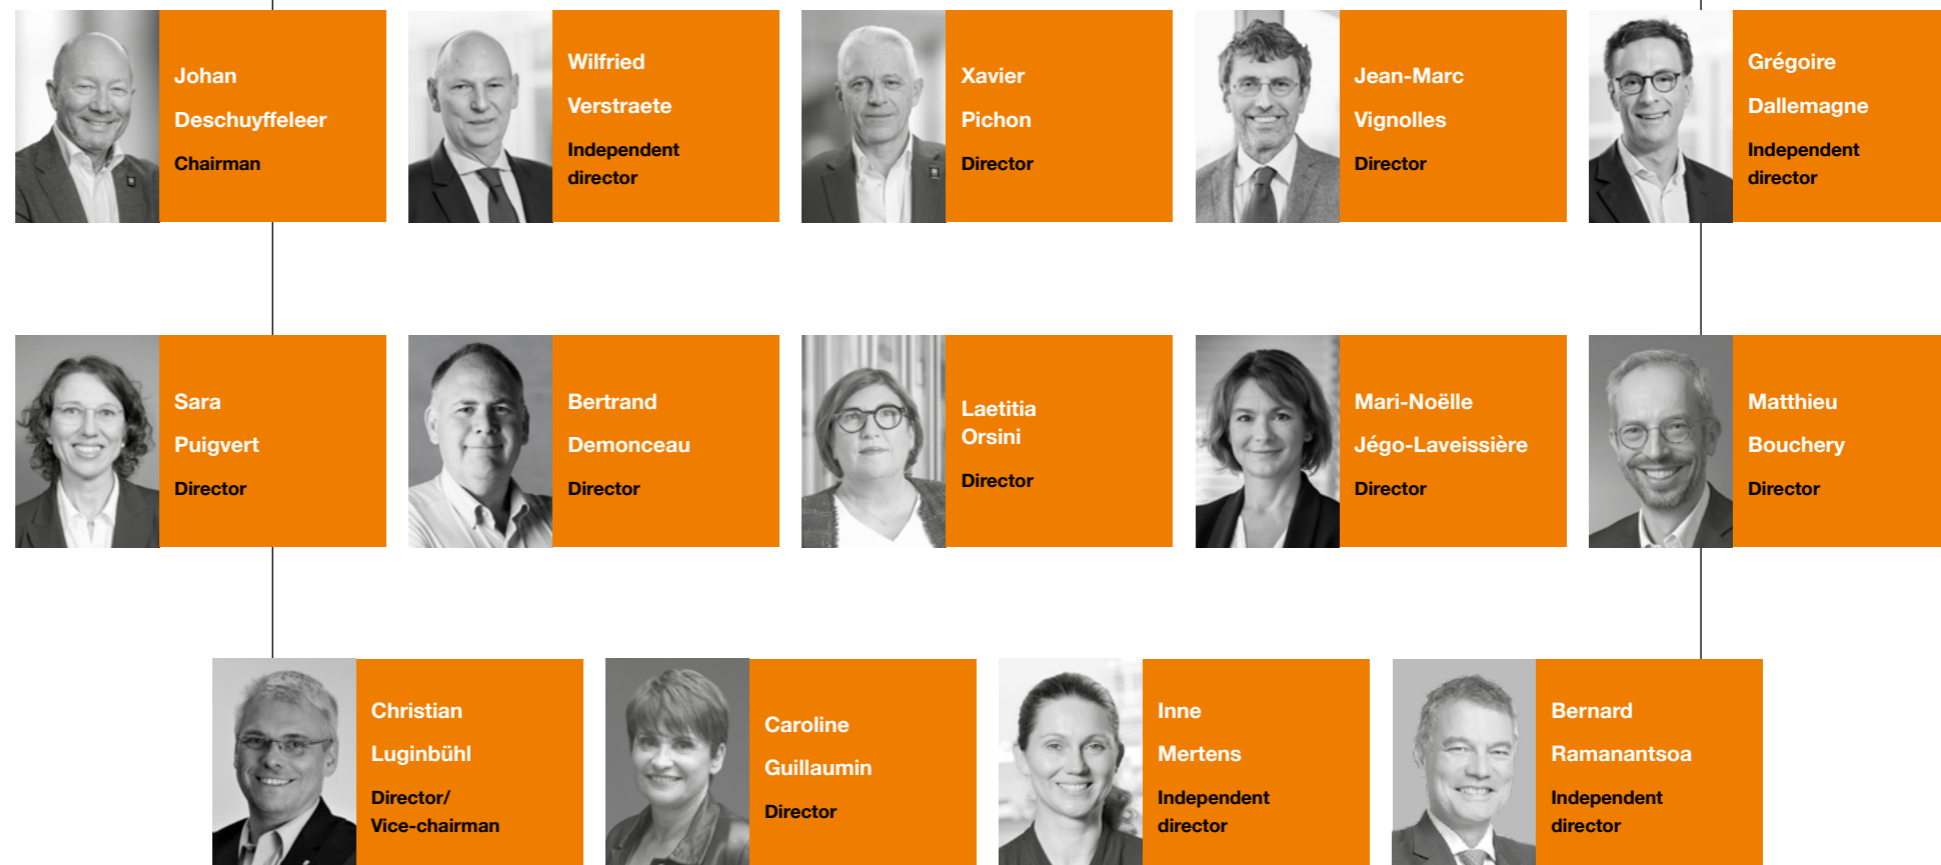 Johan
Deschuyffeleer
Chairman
Wilfried
Verstraete
Independent
director
Xavier
Pichon
Director
Jean-Marc
Vignolles
Director
Grégoire
Dallemagne
Independent
director
Sara
Puigvert
Director
Bertrand
Demonceau
Director
Laetitia
Orsini
Director
Mari-Noëlle
Jégo-Laveissière
Director
Matthieu
Bouchery
Director
Christian
Luginbühl
Director/
Vice-chairman
Caroline
Guillaumin
Director
Inne
Mertens
Independent
director
Bernard
Ramanantsoa
Independent
director